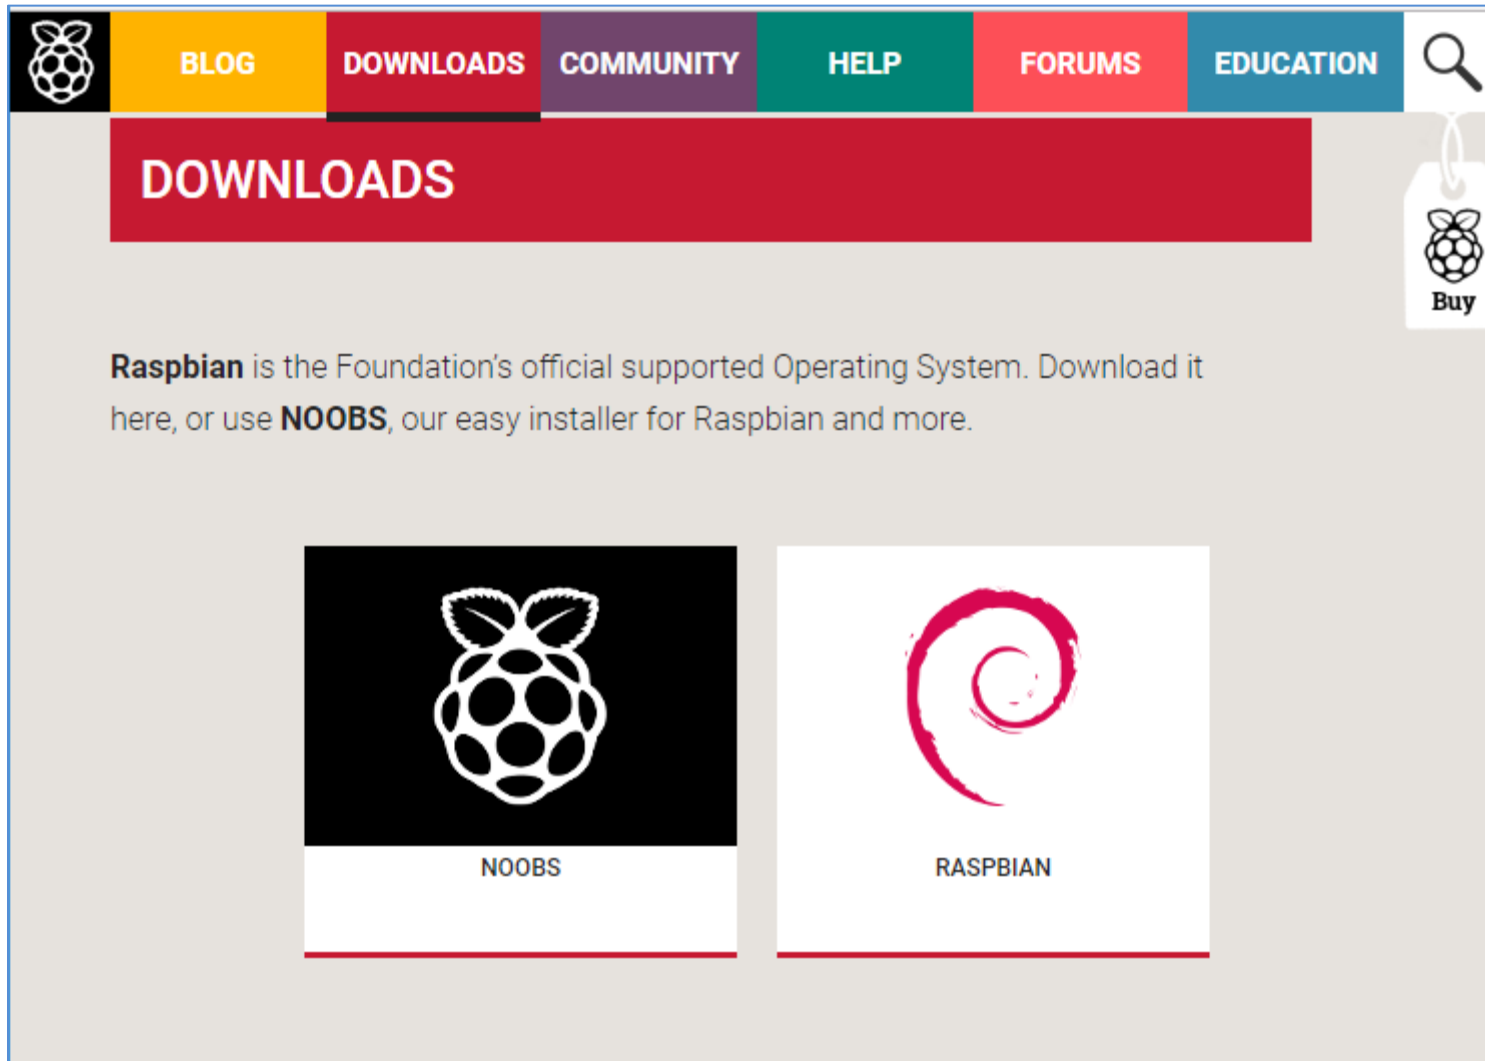 BLOG
DOWNLOADS
COMMUNITY
HELP
FORUMS
EDUCATION
DOWNLOADS
Buy
Raspbian is the Foundation's official supported Operating System. Download it
here, or use NOOBS, our easy installer for Raspbian and more.
NOOBS
RASPBIAN